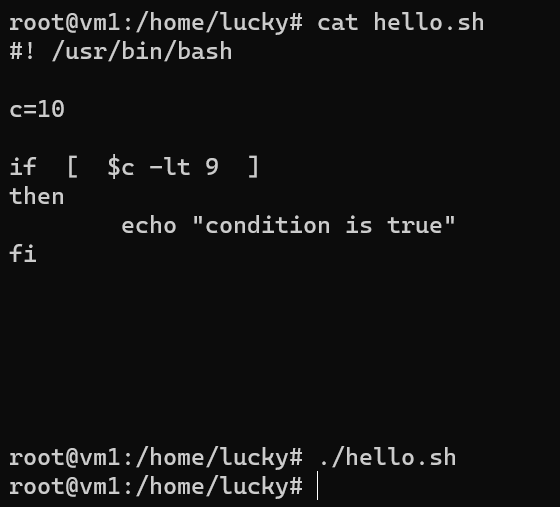 root@vm1:/home/lucky# cat hello.sh
#! /usr/bin/bash

c=10

if  [  $c -lt 9  ]
then
        echo "condition is true"
fi

root@vm1:/home/lucky# ./hello.sh
root@vm1:/home/lucky#